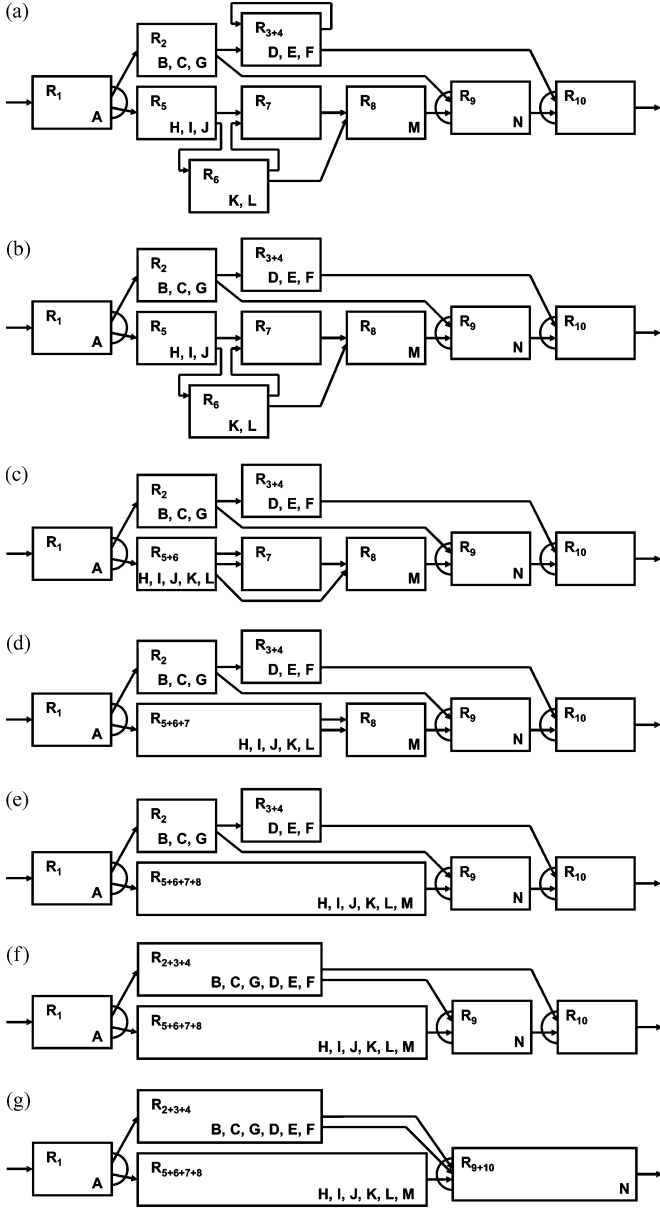 (a)
R3+4
D, E, F
R2
B, C, G
R1
A
R5
H, I, J
R7
R8
M
R9
N
R10
R6
K, L
(b)
R3+4
D, E, F
R2
B, C, G
R1
A
R5
H, I, J
R7
R8
M
R9
N
R10
R6
K, L
(c)
R3+4
D, E, F
R2
B, C, G
R1
A
R5+6
H, I, J, K, L
R7
R8
M
R9
N
R10
(d)
R3+4
D, E, F
R2
B, C, G
R1
A
R5+6+7
H, I, J, K, L
R8
M
R9
N
R10
(e)
R3+4
D, E, F
R2
B, C, G
R1
A
R5+6+7+8
H, I, J, K, L, M
R9
N
R10
(f)
R2+3+4
B, C, G, D, E, F
R1
A
R5+6+7+8
H, I, J, K, L, M
R9
N
R10
(g)
R2+3+4
B, C, G, D, E, F
R1
A
R5+6+7+8
H, I, J, K, L, M
R9+10
N